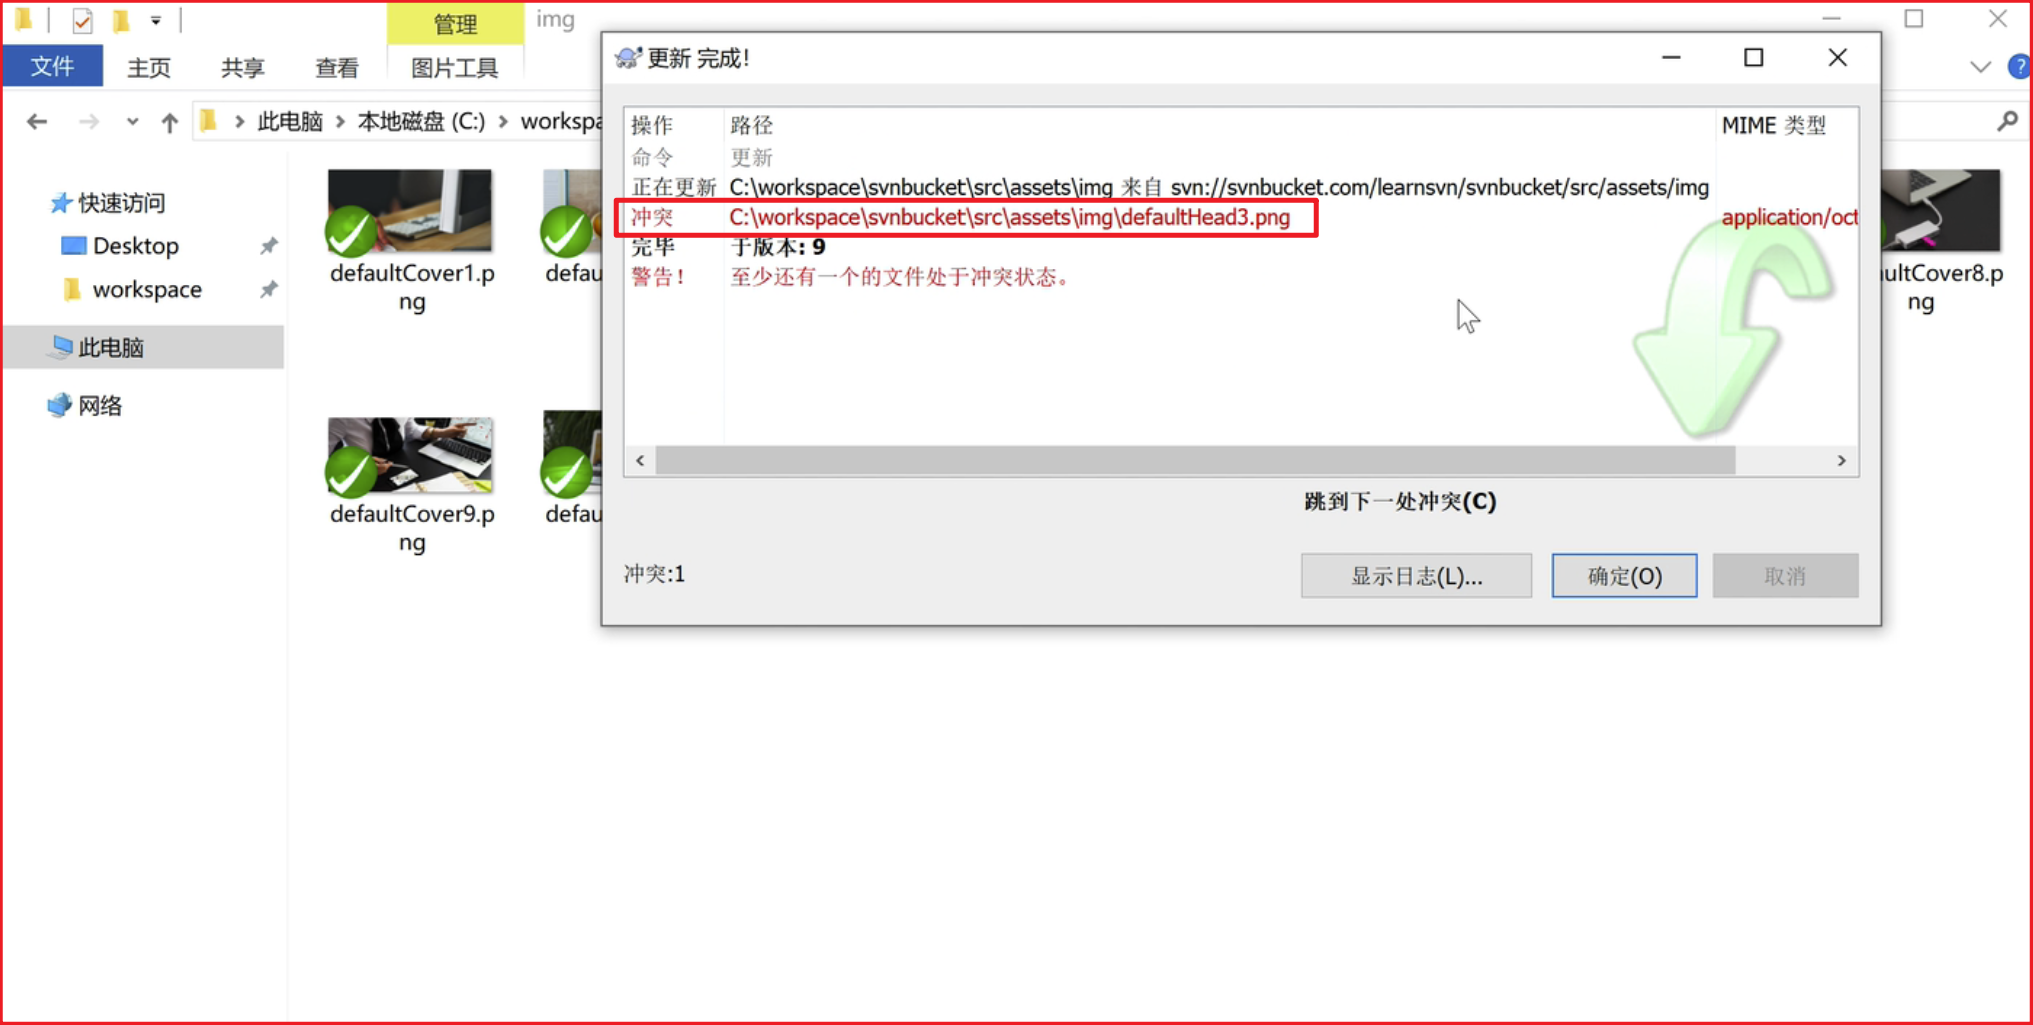 管理
img
文件
主页
共享
查看
图片工具
?
此电脑
本地磁盘 (C:)
workspa
快速访问
Desktop
workspace
此电脑
网络
defaultCover1.p
ng
defau
aultCover8.p
ng
defaultCover9.p
ng
defau
更新 完成!
操作 路径 MIME 类型
命令 更新
正在更新 C:\workspace\svnbucket\src\assets\img 来自 svn://svnbucket.com/learnsvn/svnbucket/src/assets/img
冲突 C:\workspace\svnbucket\src\assets\img\defaultHead3.png application/oct
完毕 于版本: 9
警告! 至少还有一个的文件处于冲突状态。
跳到下一处冲突(C)
冲突:1
显示日志(L)...
确定(O)
取消